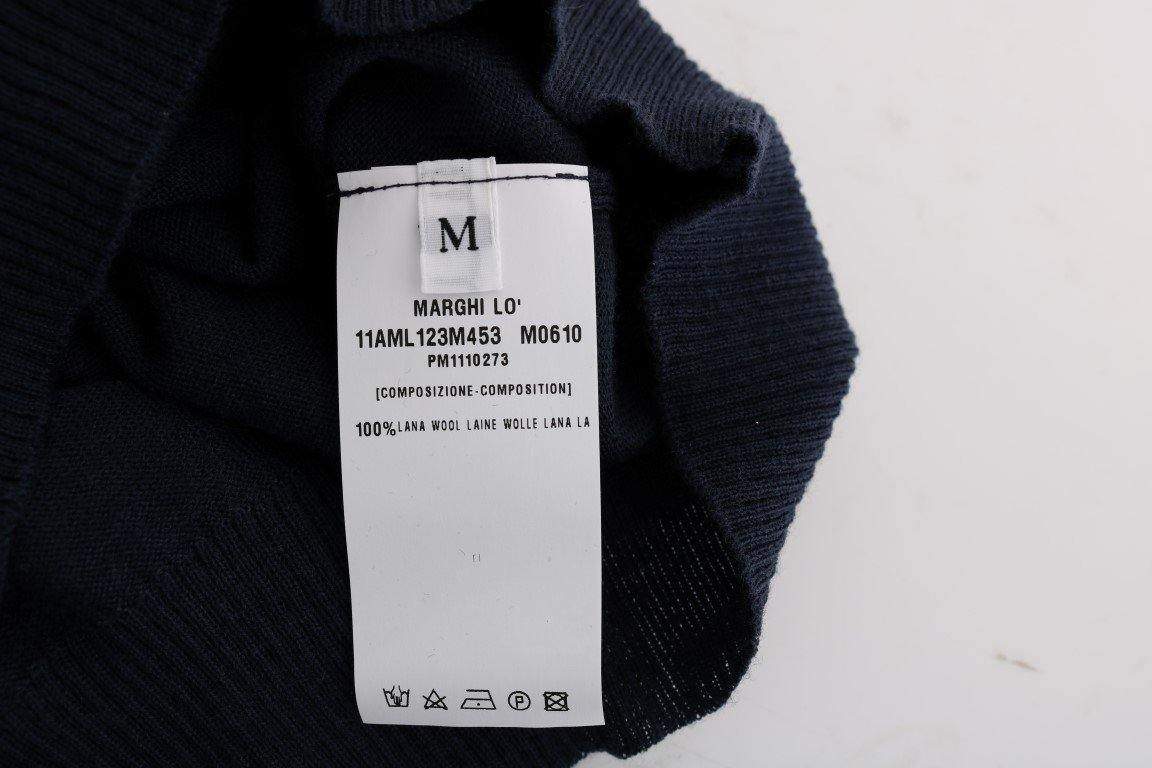 M
MARGHI LO'
11AML123M453 M0610
PM1110273
[COMPOSIZIONE-COMPOSITION]
100% LANA WOOL LAINE WOLLE LANA LA
P